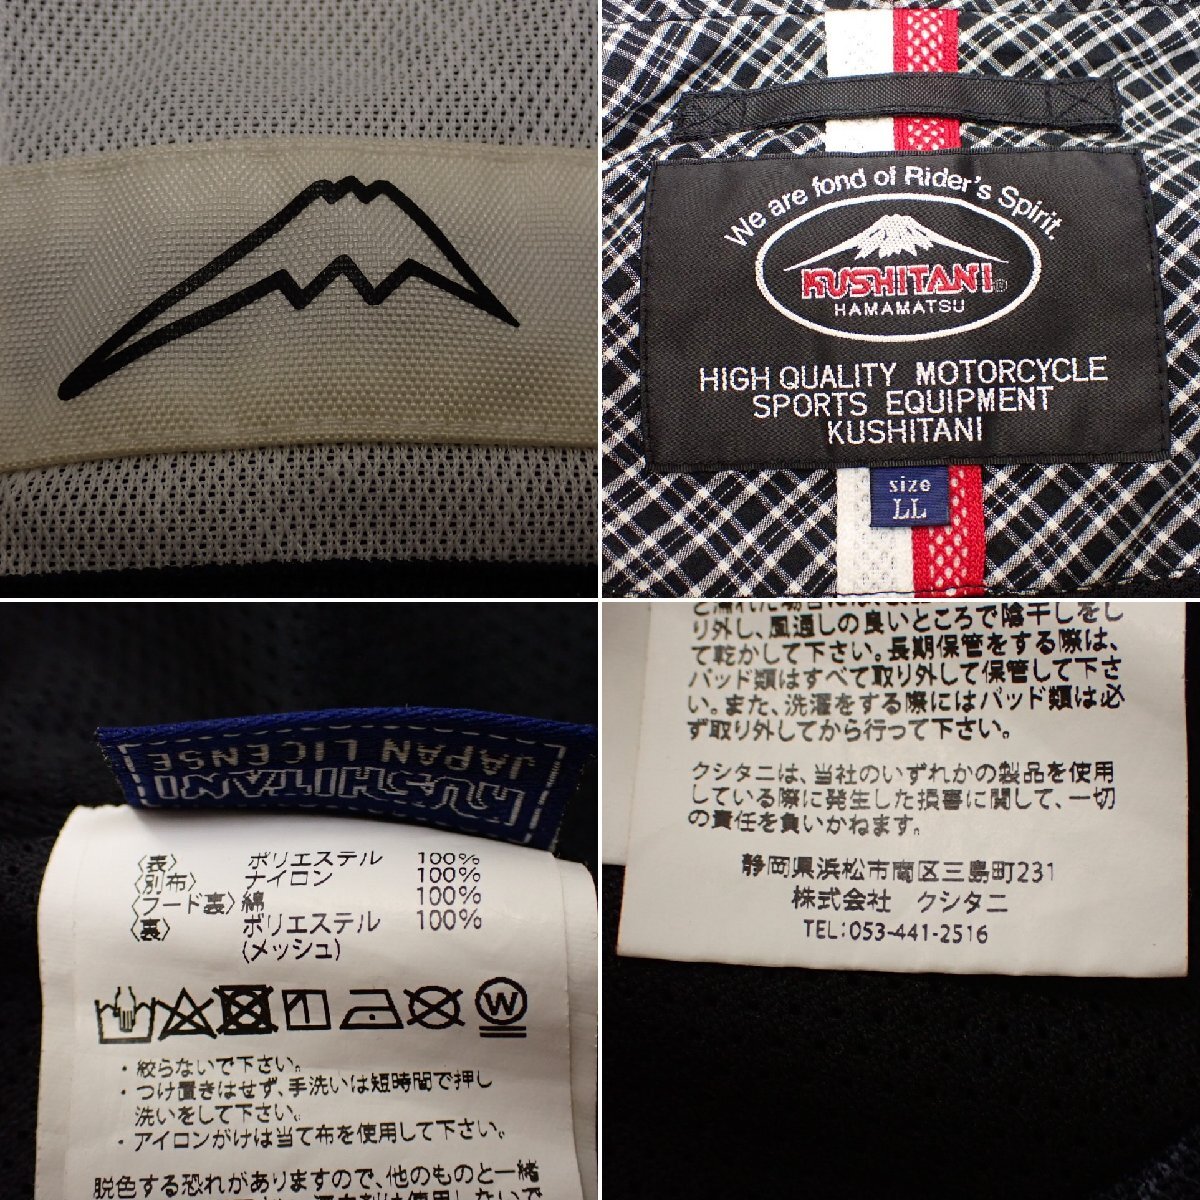 We are fond of Rider's Spirit.
KUSHITANI®
HAMAMATSU
HIGH QUALITY MOTORCYCLE
SPORTS EQUIPMENT
KUSHITANI
size
LL
KUSHITANI
JAPAN LICENSE
〈表〉 ポリエステル 100%
〈別布〉 ナイロン 100%
〈フード裏〉 綿 100%
〈裏〉 ポリエステル 100%
(メッシュ)
W
・絞らないで下さい。
・つけ置きはせず、手洗いは短時間で押し
洗いをして下さい。
・アイロンがけは当て布を使用して下さい。
脱色する恐れがありますので、他のものと一緒
は使用しないで
り外し、風通しの良いところで陰干しをし
て乾かして下さい。長期保管をする際は、
パッド類はすべて取り外して保管して下さ
い。また、洗濯をする際にはパッド類は必
ず取り外してから行って下さい。
クシタニは、当社のいずれかの製品を使用
している際に発生した損害に関して、一切
の責任を負いかねます。
静岡県浜松市南区三島町231
株式会社 クシタニ
TEL:053-441-2516